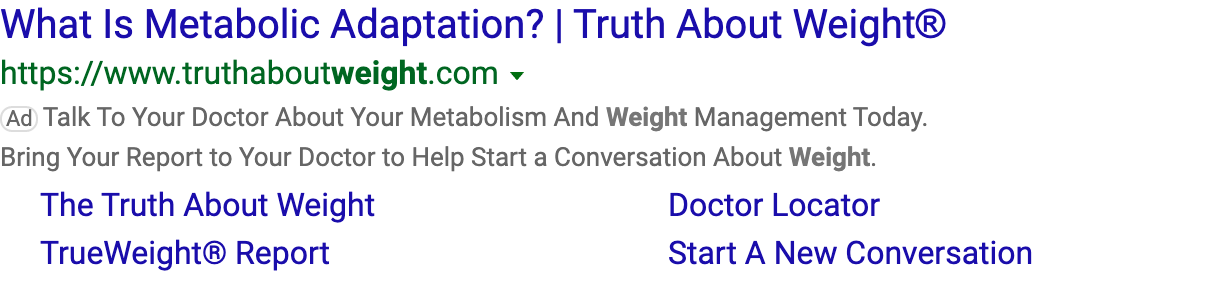 What Is Metabolic Adaptation? | Truth About Weight®
https://www.truthaboutweight.com
Ad Talk To Your Doctor About Your Metabolism And Weight Management Today.
Bring Your Report to Your Doctor to Help Start a Conversation About Weight.
The Truth About Weight Doctor Locator
TrueWeight® Report Start A New Conversation